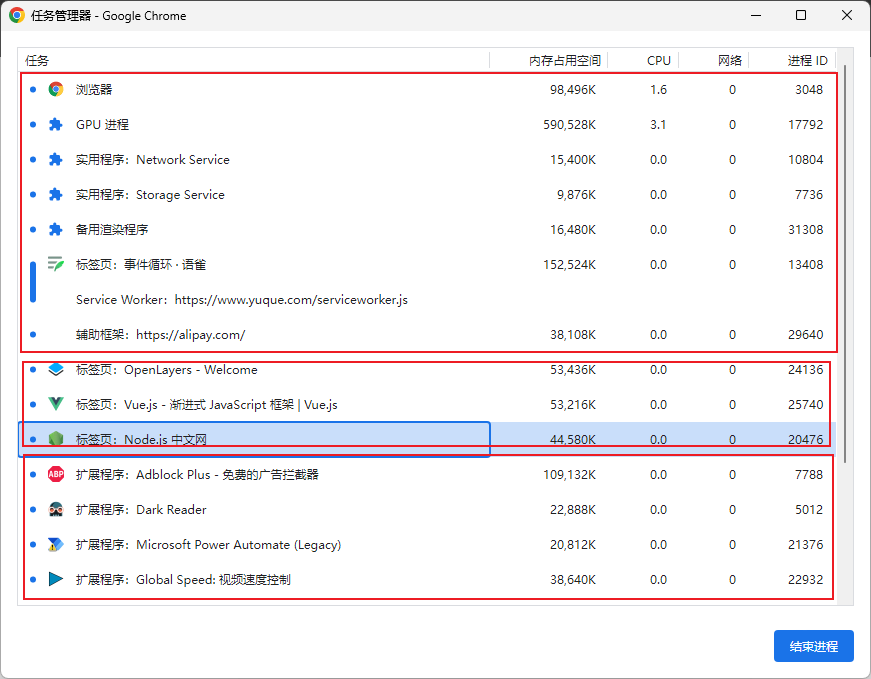 任务管理器 - Google Chrome
任务 内存占用空间 CPU 网络 进程 ID
浏览器 98,496K 1.6 0 3048
GPU 进程 590,528K 3.1 0 17792
实用程序：Network Service 15,400K 0.0 0 10804
实用程序：Storage Service 9,876K 0.0 0 7736
备用渲染程序 16,480K 0.0 0 31308
标签页：事件循环 · 语雀 152,524K 0.0 0 13408
Service Worker：https://www.yuque.com/serviceworker.js
辅助框架：https://alipay.com/ 38,108K 0.0 0 29640
标签页：OpenLayers - Welcome 53,436K 0.0 0 24136
标签页：Vue.js - 渐进式 JavaScript 框架 | Vue.js 53,216K 0.0 0 25740
标签页：Node.js 中文网 44,580K 0.0 0 20476
ABP 扩展程序：Adblock Plus - 免费的广告拦截器 109,132K 0.0 0 7788
扩展程序：Dark Reader 22,888K 0.0 0 5012
扩展程序：Microsoft Power Automate (Legacy) 20,812K 0.0 0 21376
扩展程序：Global Speed: 视频速度控制 38,640K 0.0 0 22932
结束进程